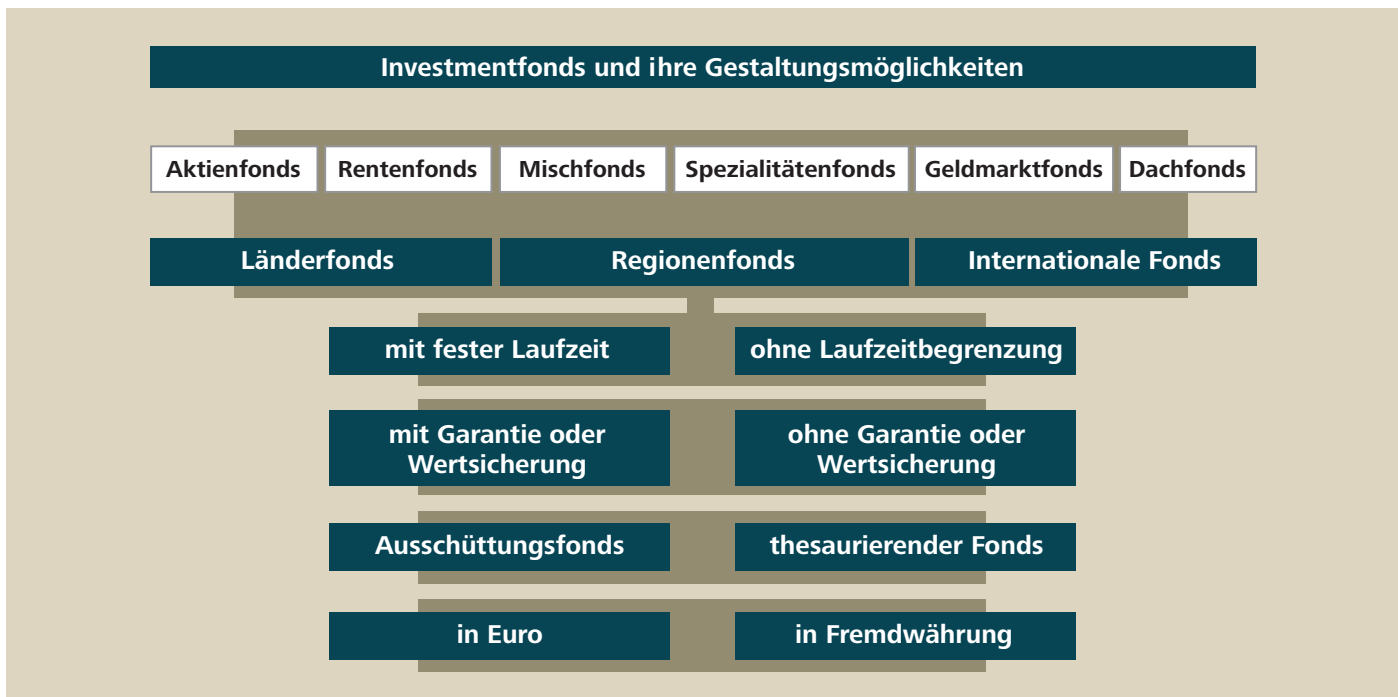 Investmentfonds und ihre Gestaltungsmöglichkeiten
Aktienfonds
Rentenfonds
Mischfonds
Spezialitätenfonds
Geldmarktfonds
Dachfonds
Länderfonds
Regionenfonds
Internationale Fonds
mit fester Laufzeit
ohne Laufzeitbegrenzung
mit Garantie oder
Wertsicherung
ohne Garantie oder
Wertsicherung
Ausschüttungsfonds
thesaurierender Fonds
in Euro
in Fremdwährung